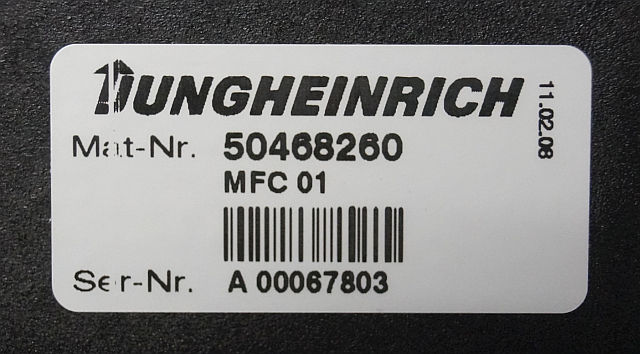 JUNGHEINRICH
11.02.08
Mat-Nr. 50468260
MFC 01
Ser-Nr. A 00067803